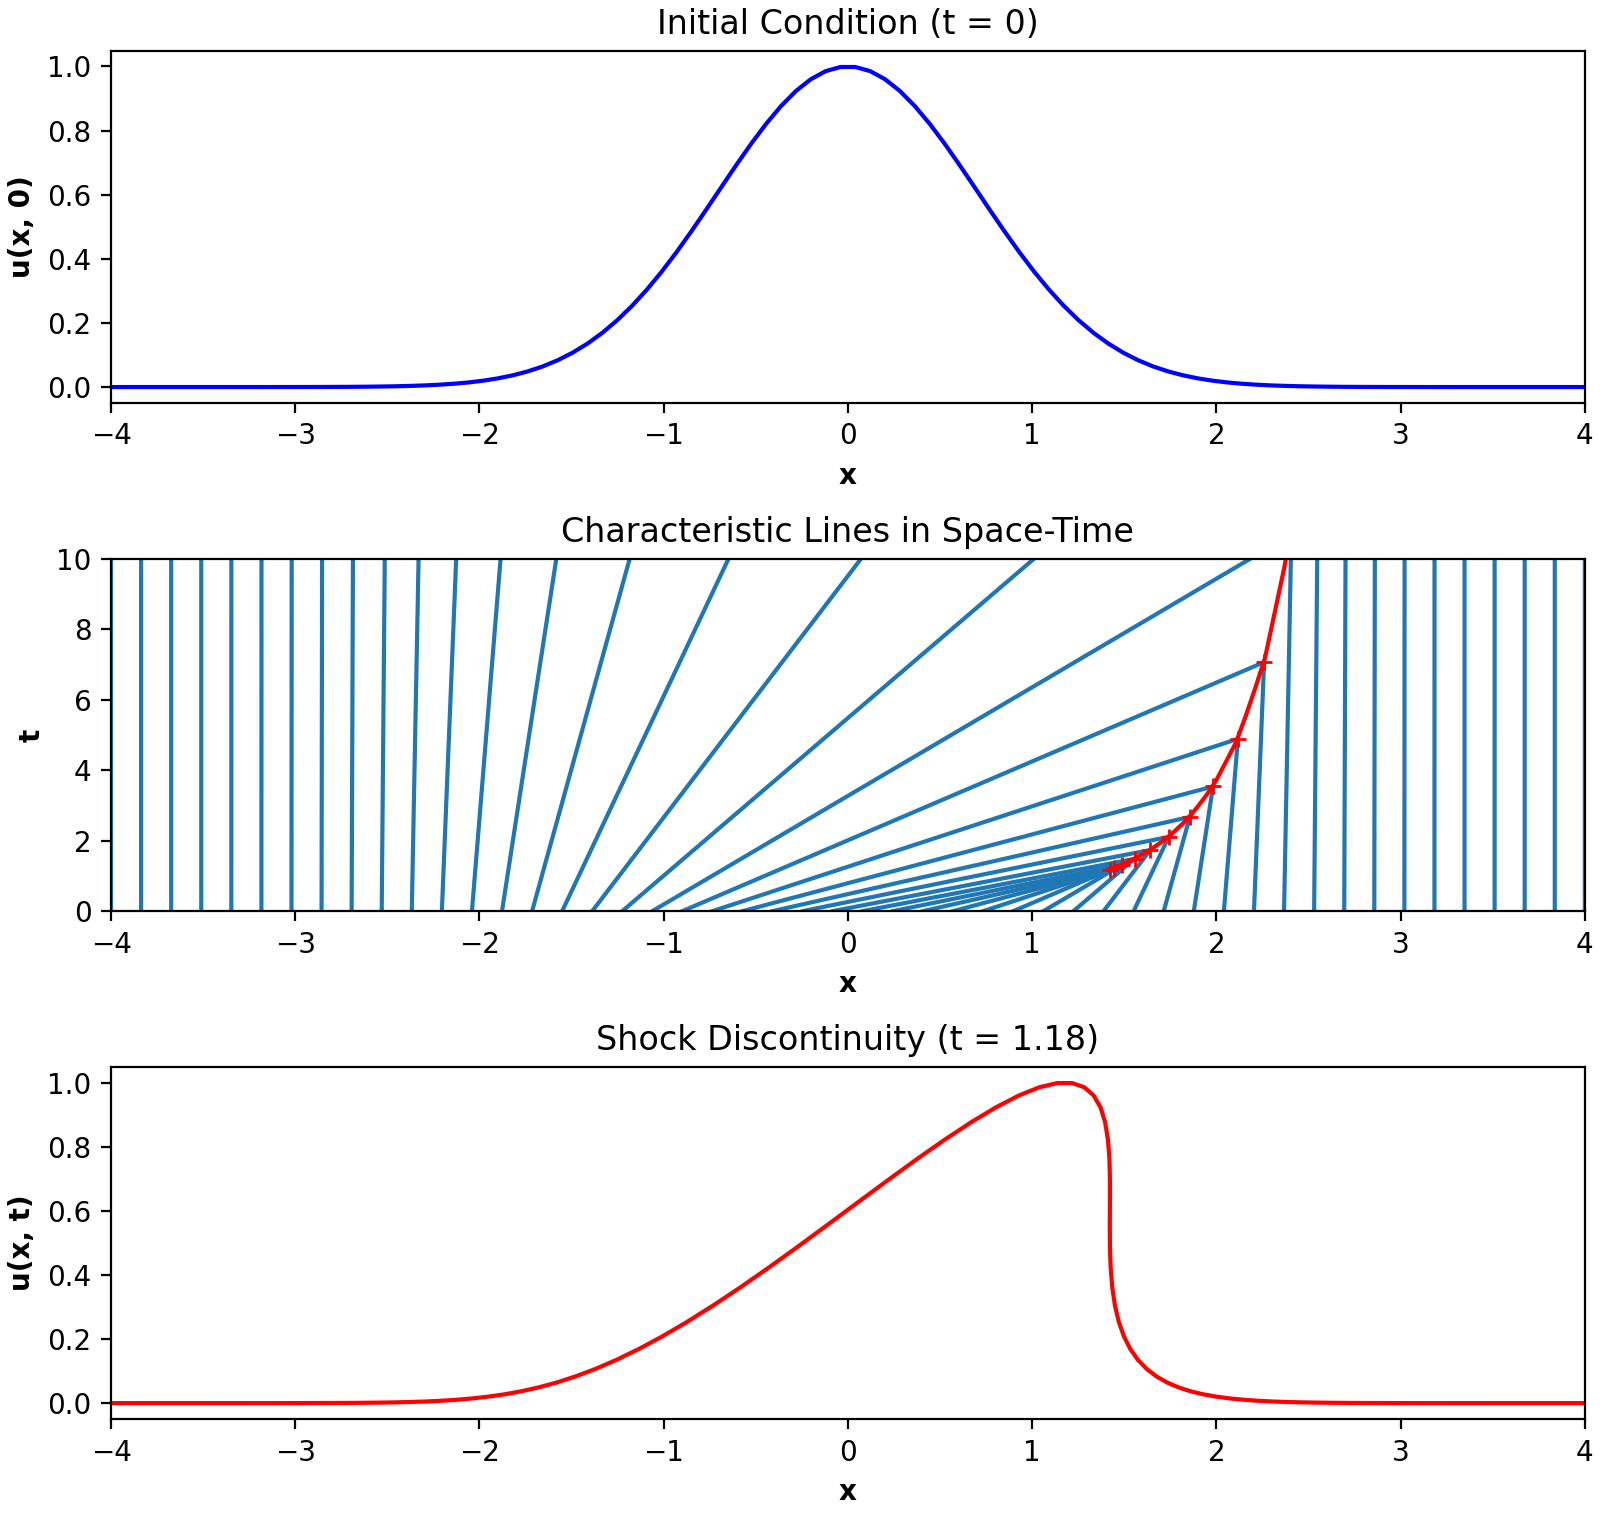 Initial Condition (t = 0)
1.0
0.8
0.6
0.4
0.2
0.0
u(x, 0)
−4 −3 −2 −1 0 1 2 3 4
x
Characteristic Lines in Space-Time
10
8
6
4
2
0
t
−4 −3 −2 −1 0 1 2 3 4
x
Shock Discontinuity (t = 1.18)
1.0
0.8
0.6
0.4
0.2
0.0
u(x, t)
−4 −3 −2 −1 0 1 2 3 4
x